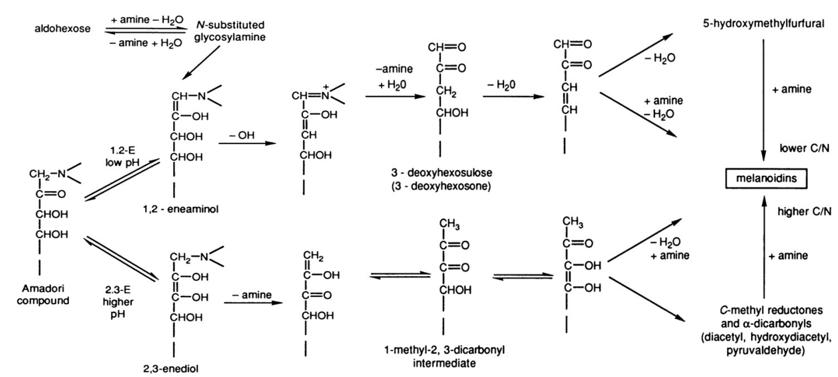 aldohexose
+ amine – H₂O
– amine + H₂O
N-substituted
glycosylamine
5-hydroxymethylfurfural
CH–N
C–OH
CHOH
CHOH
1,2 - eneaminol
– OH
CH=N+
C–OH
CH
CHOH
–amine
+ H₂0
CH=O
C=O
CH₂
CHOH
3 - deoxyhexosulose
(3 - deoxyhexosone)
– H₂0
CH=O
C=O
CH
CH
– H₂O
+ amine
– H₂O
+ amine
lower C/N
melanoidins
higher C/N
+ amine
CH₂–N
C=O
CHOH
CHOH
Amadori
compound
1.2-E
low pH
2.3-E
higher
pH
CH₂–N
C–OH
C–OH
CHOH
2,3-enediol
– amine
CH₂
C–OH
C=O
CHOH
CH₃
C=O
C=O
CHOH
1-methyl-2, 3-dicarbonyl
intermediate
CH₃
C=O
C–OH
C–OH
– H₂O
+ amine
C-methyl reductones
and α-dicarbonyls
(diacetyl, hydroxydiacetyl,
pyruvaldehyde)